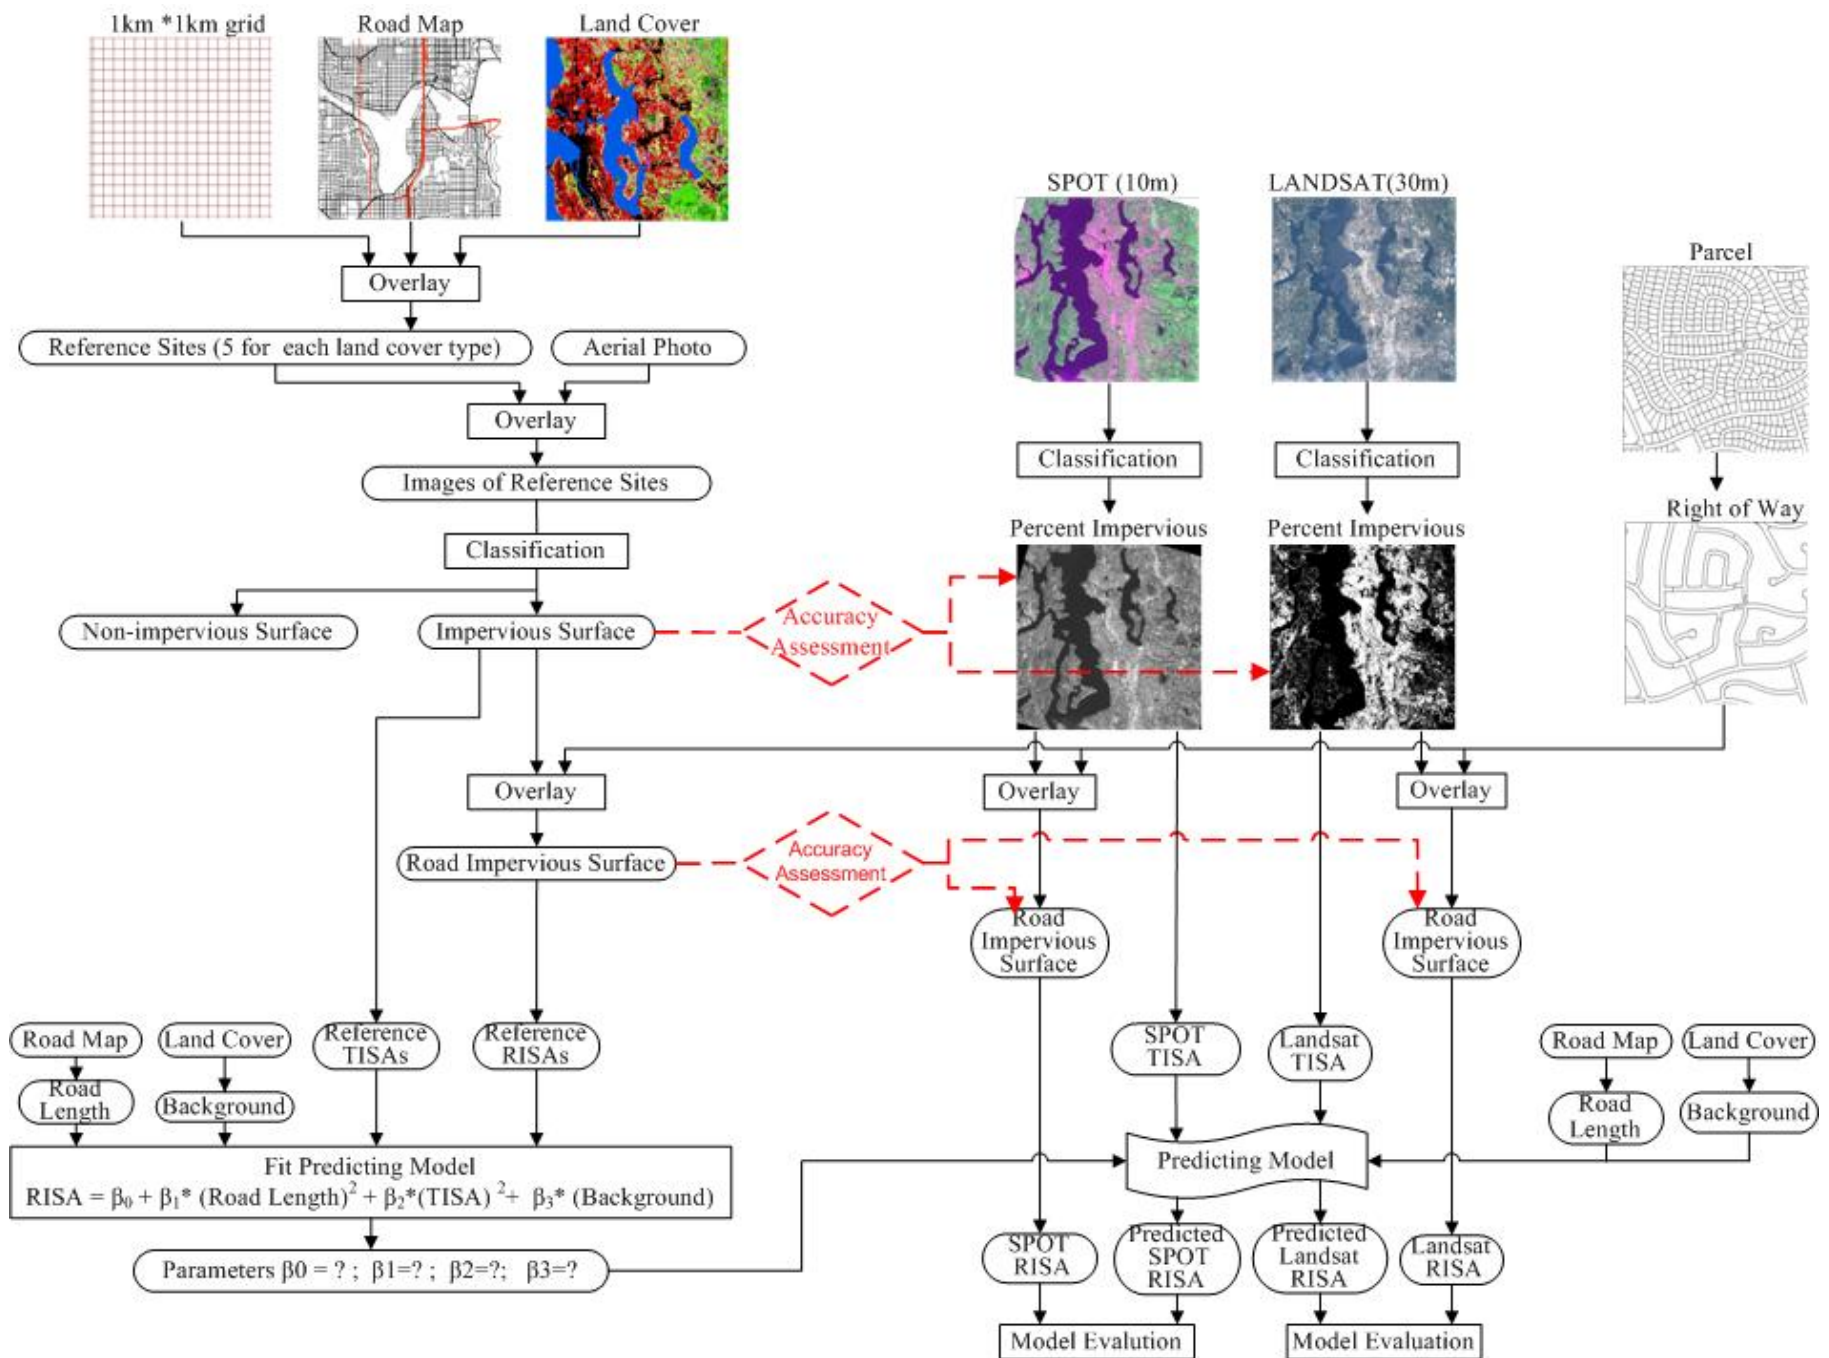 1km *1km grid
Road Map
Land Cover
Overlay
Reference Sites (5 for each land cover type)
Aerial Photo
Overlay
Images of Reference Sites
Classification
Non-impervious Surface
Impervious Surface
Accuracy
Assessment
SPOT (10m)
LANDSAT(30m)
Classification
Classification
Percent Impervious
Percent Impervious
Parcel
Right of Way
Overlay
Overlay
Overlay
Road Impervious Surface
Accuracy
Assessment
Road
Impervious
Surface
Road
Impervious
Surface
Road Map
Land Cover
Reference
TISAs
Reference
RISAs
Road
Length
Background
SPOT
TISA
Landsat
TISA
Road Map
Land Cover
Road
Length
Background
Fit Predicting Model
RISA = β₀ + β₁* (Road Length)² + β₂*(TISA) ²+ β₃* (Background)
Predicting Model
Parameters β0 = ? ; β1=? ; β2=?; β3=?
SPOT
RISA
Predicted
SPOT
RISA
Predicted
Landsat
RISA
Landsat
RISA
Model Evalution
Model Evaluation